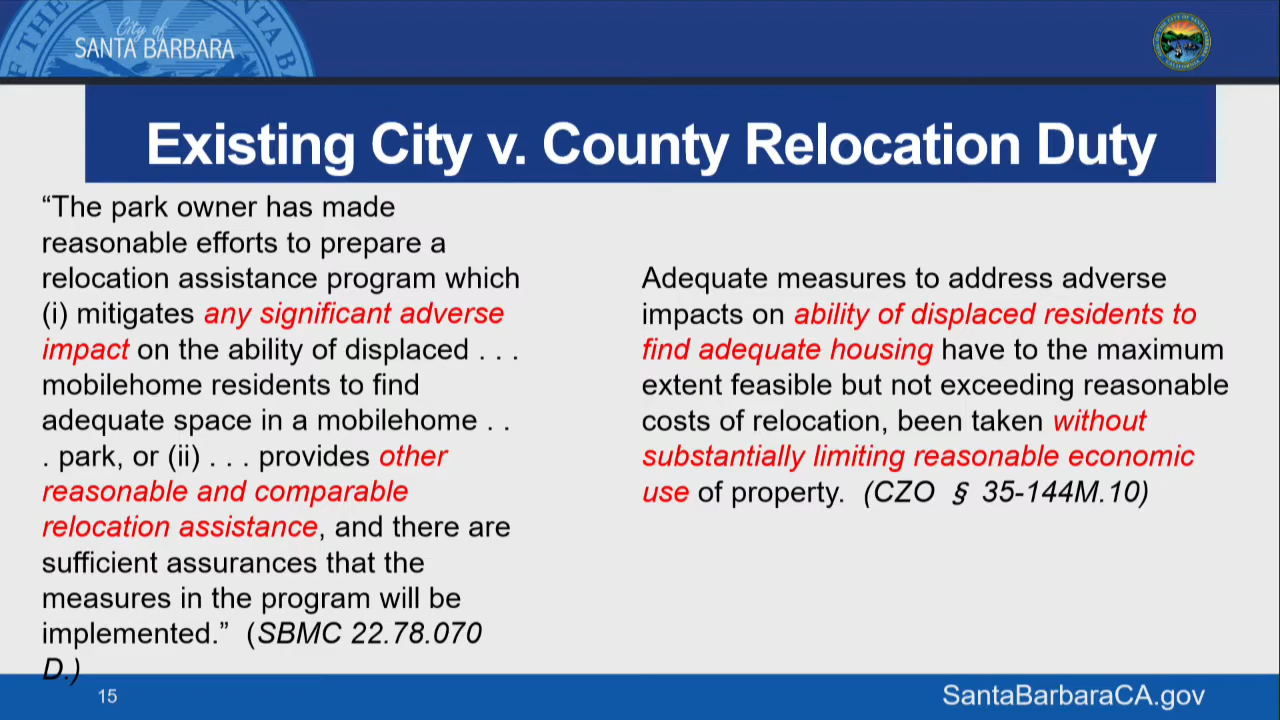 City of
SANTA BARBARA
Existing City v. County Relocation Duty
“The park owner has made
reasonable efforts to prepare a
relocation assistance program which
(i) mitigates any significant adverse
impact on the ability of displaced . . .
mobilehome residents to find
adequate space in a mobilehome . .
. park, or (ii) . . . provides other
reasonable and comparable
relocation assistance, and there are
sufficient assurances that the
measures in the program will be
implemented.” (SBMC 22.78.070
D.)
Adequate measures to address adverse
impacts on ability of displaced residents to
find adequate housing have to the maximum
extent feasible but not exceeding reasonable
costs of relocation, been taken without
substantially limiting reasonable economic
use of property. (CZO § 35-144M.10)
15
SantaBarbaraCA.gov